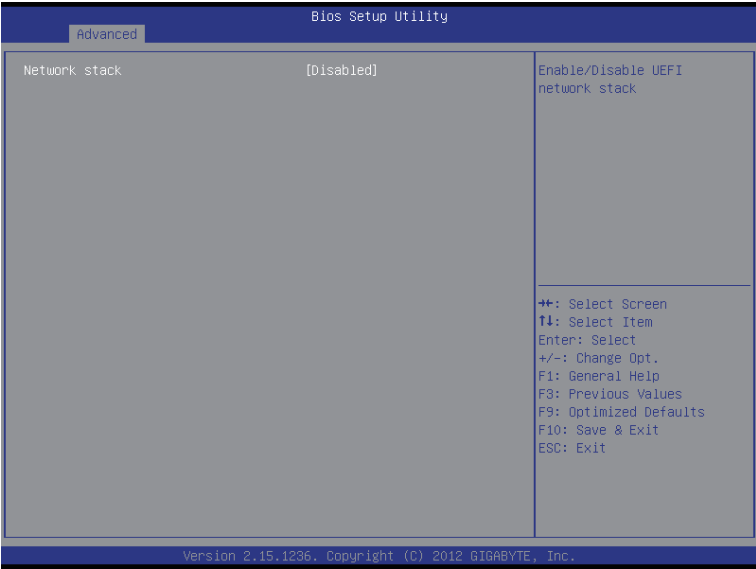 Bios Setup Utility
Advanced
Network stack [Disabled]
Enable/Disable UEFI
network stack
→←: Select Screen
↑↓: Select Item
Enter: Select
+/-: Change Opt.
F1: General Help
F3: Previous Values
F9: Optimized Defaults
F10: Save & Exit
ESC: Exit
Version 2.15.1236. Copyright (C) 2012 GIGABYTE, Inc.